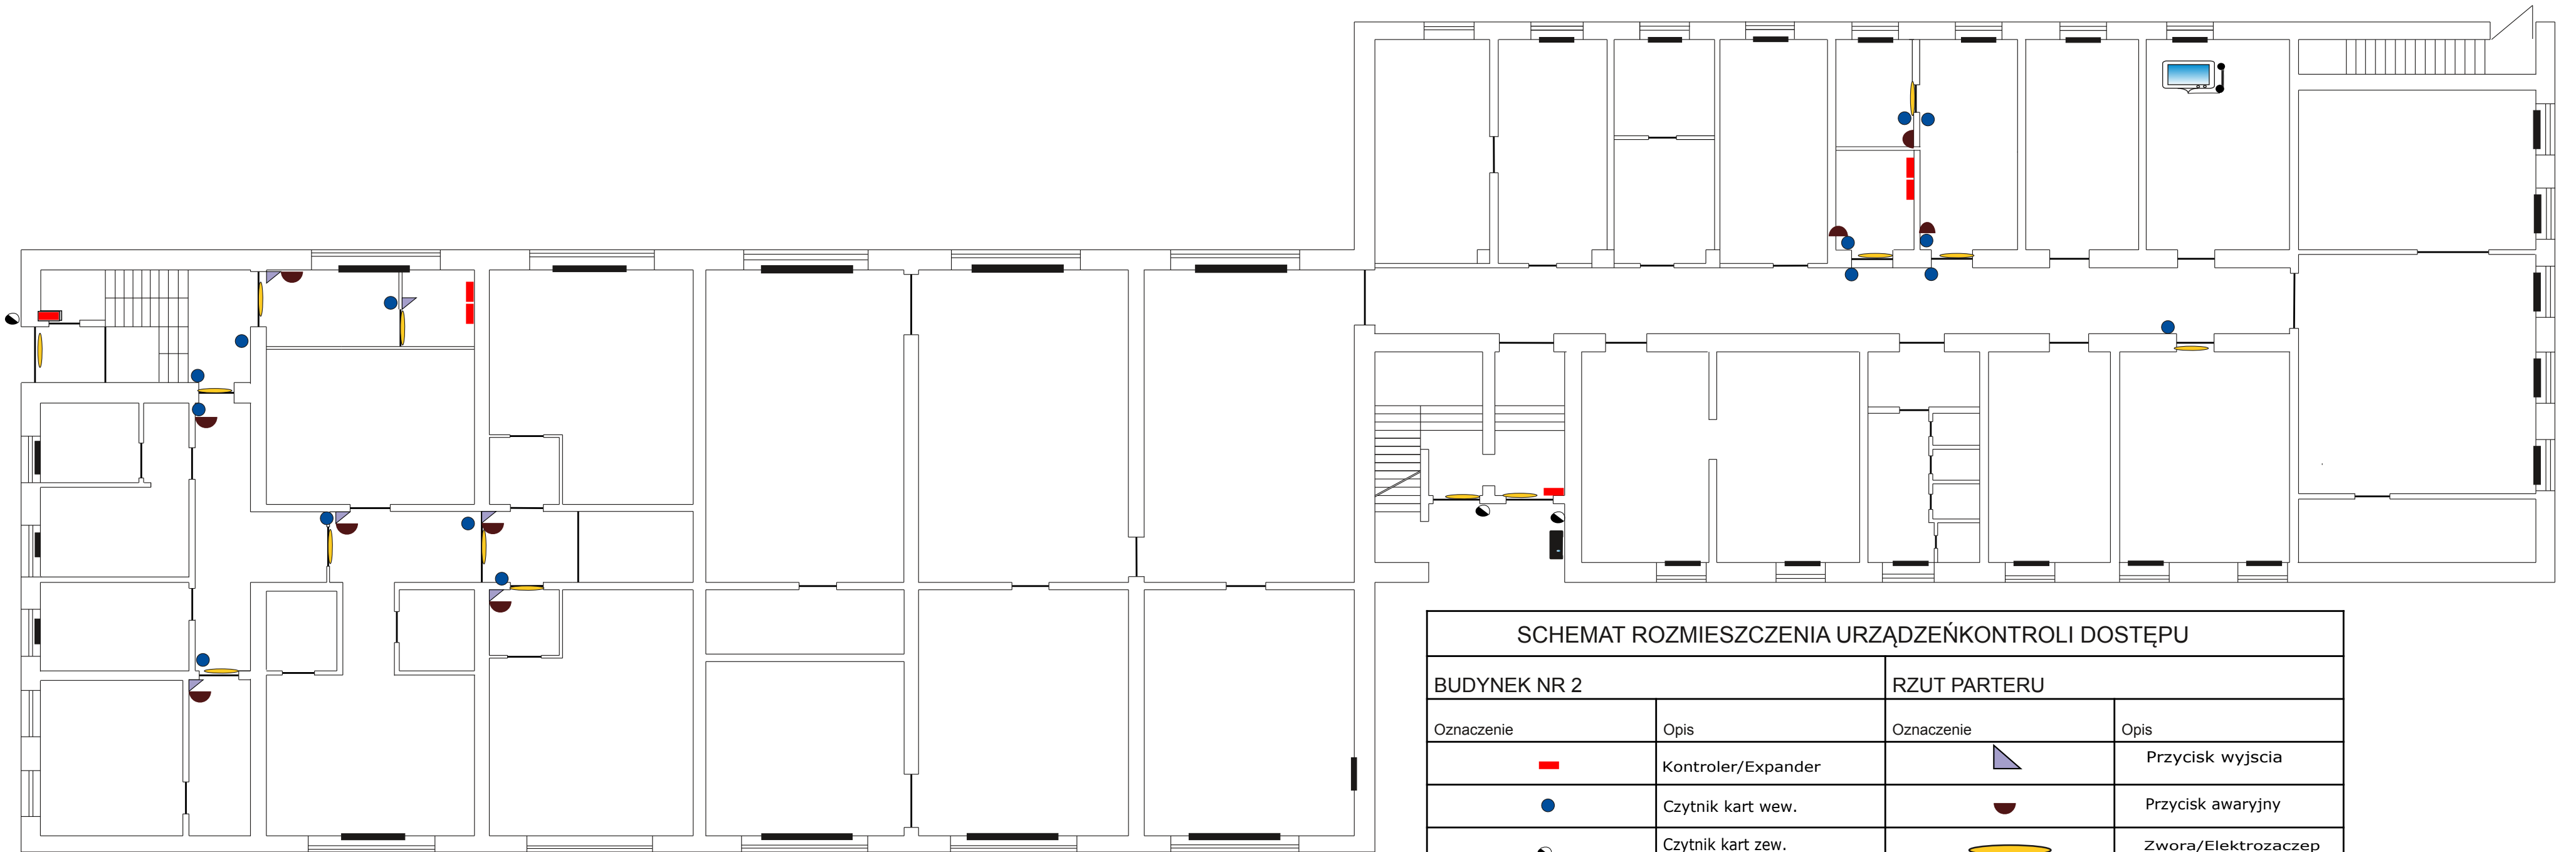 SCHEMAT ROZMIESZCZENIA URZĄDZEŃKONTROLI DOSTĘPU
BUDYNEK NR 2 RZUT PARTERU
Oznaczenie Opis Oznaczenie Opis
Kontroler/Expander Przycisk wyjscia
Czytnik kart wew. Przycisk awaryjny
Czytnik kart zew. Zwora/Elektrozaczep